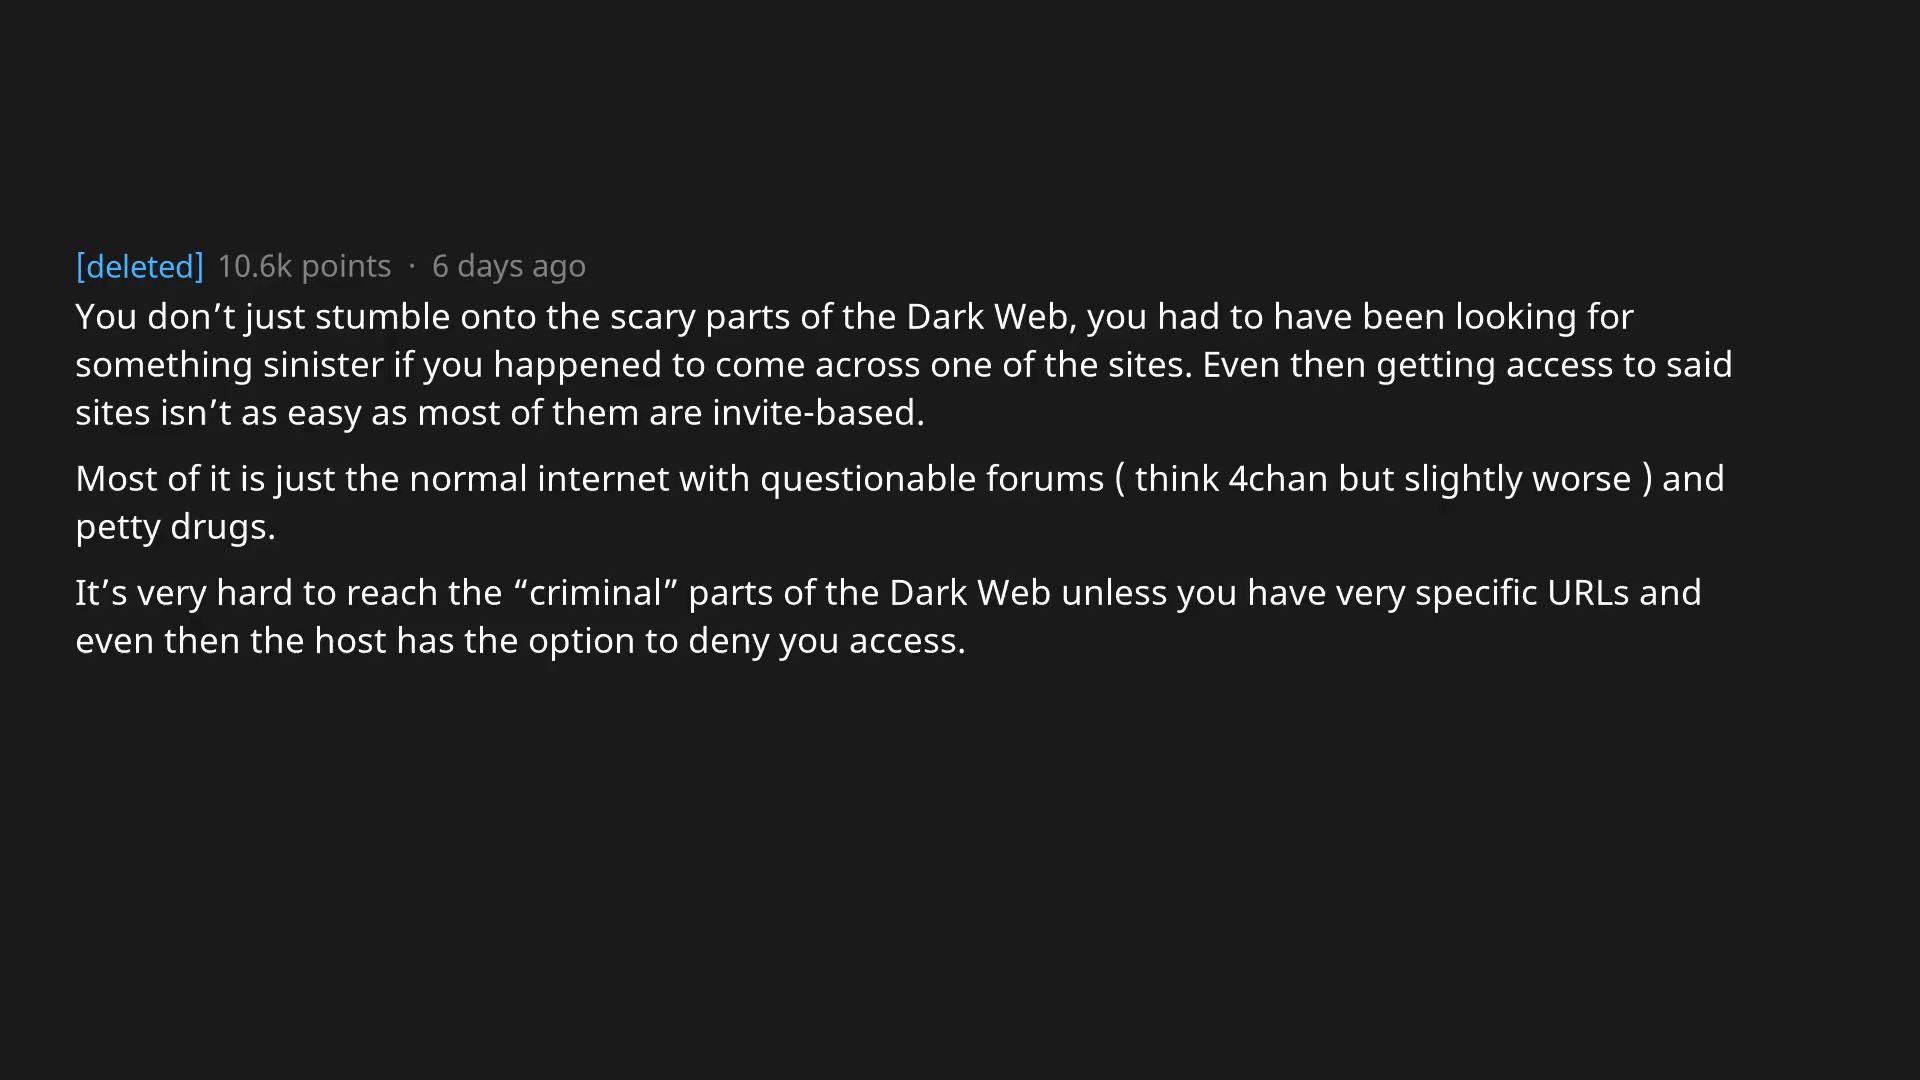 [deleted] 10.6k points · 6 days ago
You don’t just stumble onto the scary parts of the Dark Web, you had to have been looking for
something sinister if you happened to come across one of the sites. Even then getting access to said
sites isn’t as easy as most of them are invite-based.
Most of it is just the normal internet with questionable forums ( think 4chan but slightly worse ) and
petty drugs.
It’s very hard to reach the “criminal” parts of the Dark Web unless you have very specific URLs and
even then the host has the option to deny you access.